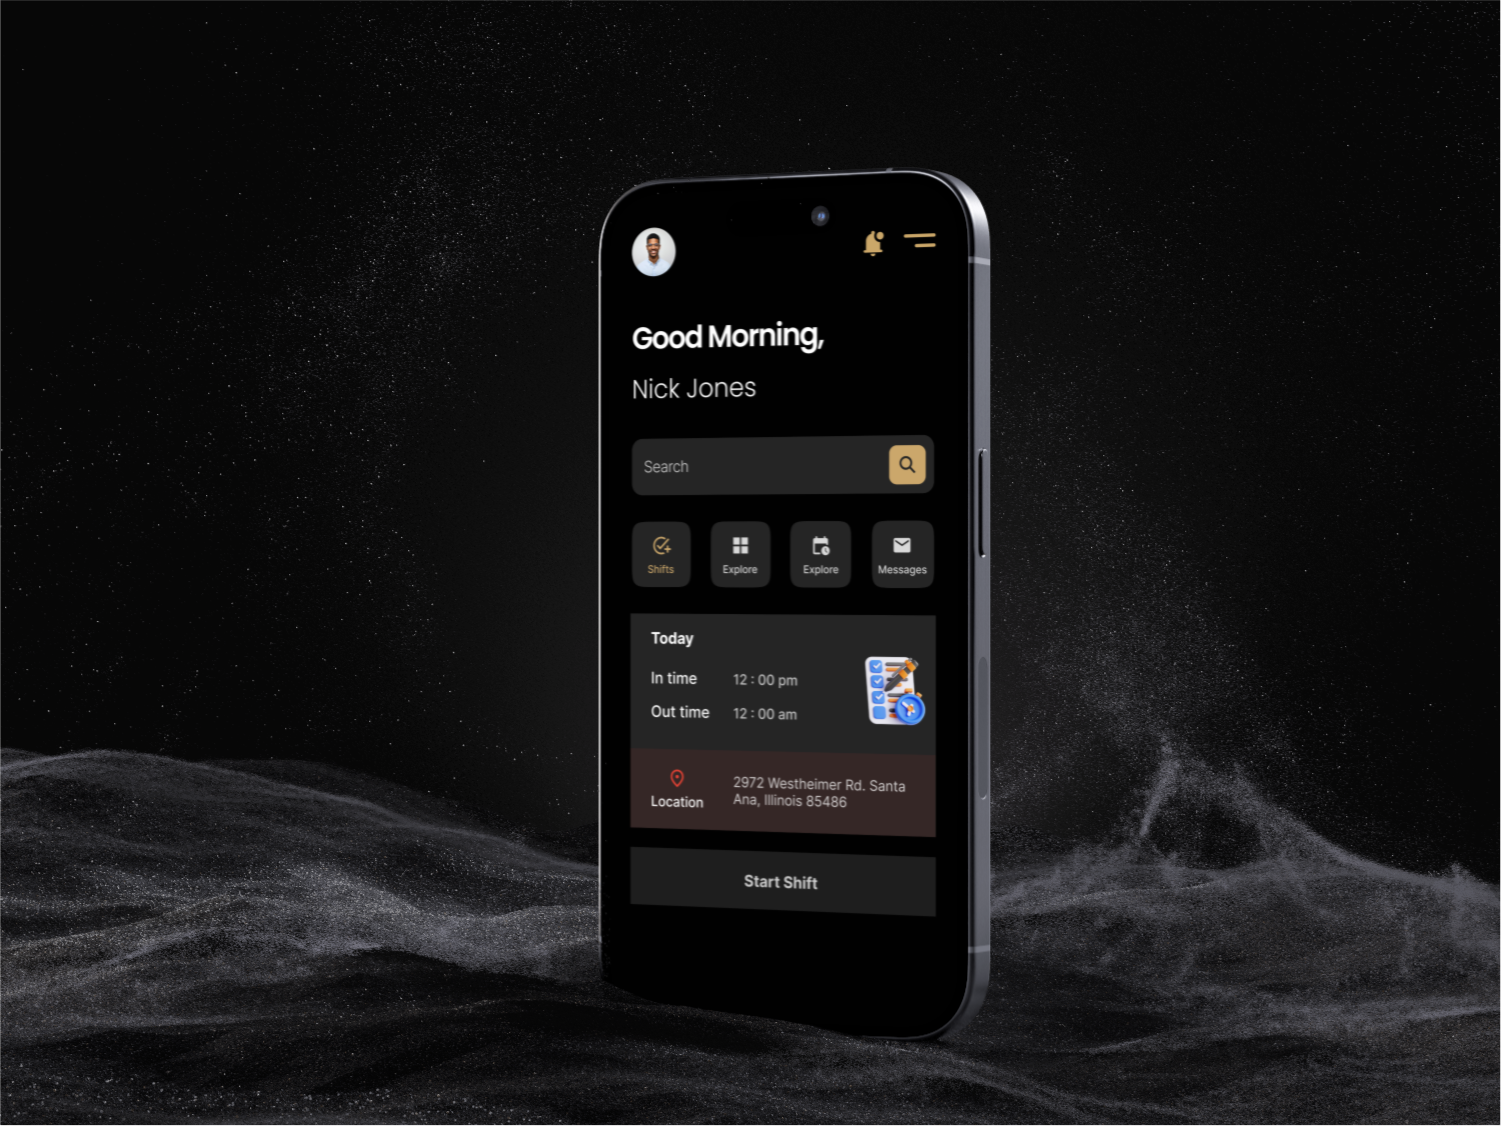 Good Morning,
Nick Jones
Search
Shifts
Explore
Explore
Messages
Today
In time
12 : 00 pm
Out time
12 : 00 am
Location
2972 Westheimer Rd. Santa
Ana, Illinois 85486
Start Shift